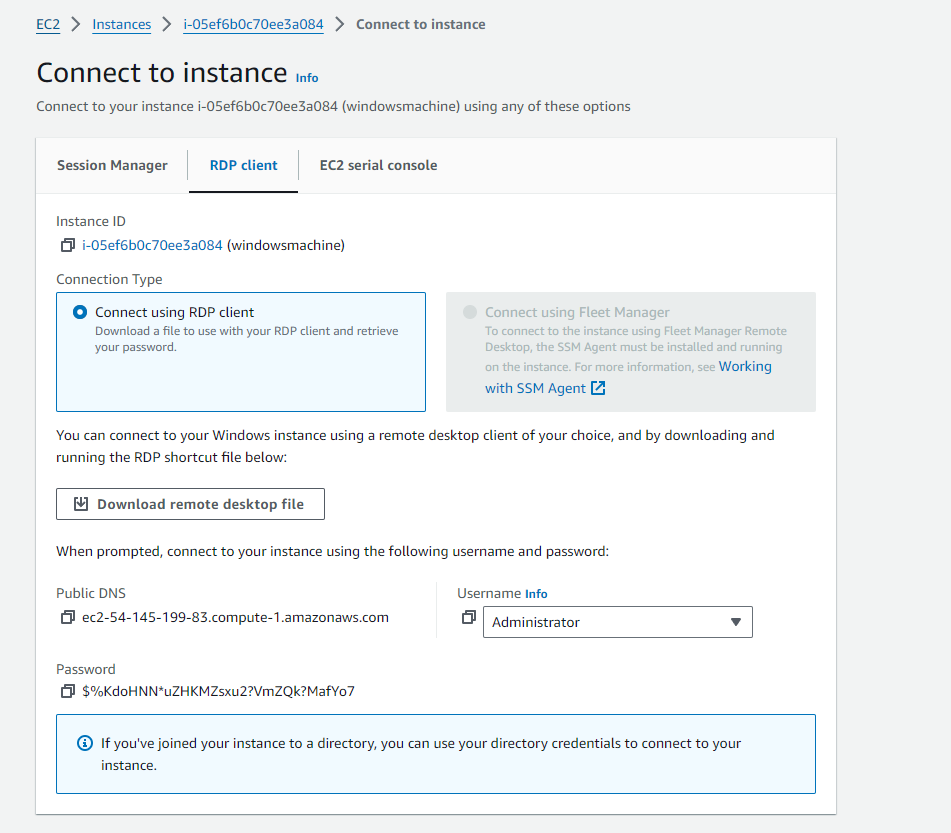 EC2 > Instances > i-05ef6b0c70ee3a084 > Connect to instance
Connect to instance Info
Connect to your instance i-05ef6b0c70ee3a084 (windowsmachine) using any of these options
Session Manager RDP client EC2 serial console
Instance ID
i-05ef6b0c70ee3a084 (windowsmachine)
Connection Type
Connect using RDP client
Download a file to use with your RDP client and retrieve
your password.
Connect using Fleet Manager
To connect to the instance using Fleet Manager Remote
Desktop, the SSM Agent must be installed and running
on the instance. For more information, see Working
with SSM Agent
You can connect to your Windows instance using a remote desktop client of your choice, and by downloading and
running the RDP shortcut file below:
Download remote desktop file
When prompted, connect to your instance using the following username and password:
Public DNS
ec2-54-145-199-83.compute-1.amazonaws.com
Username Info
Administrator
Password
$%KdoHNN*uZHKMZsxu2?VmZQk?MafYo7
If you've joined your instance to a directory, you can use your directory credentials to connect to your
instance.